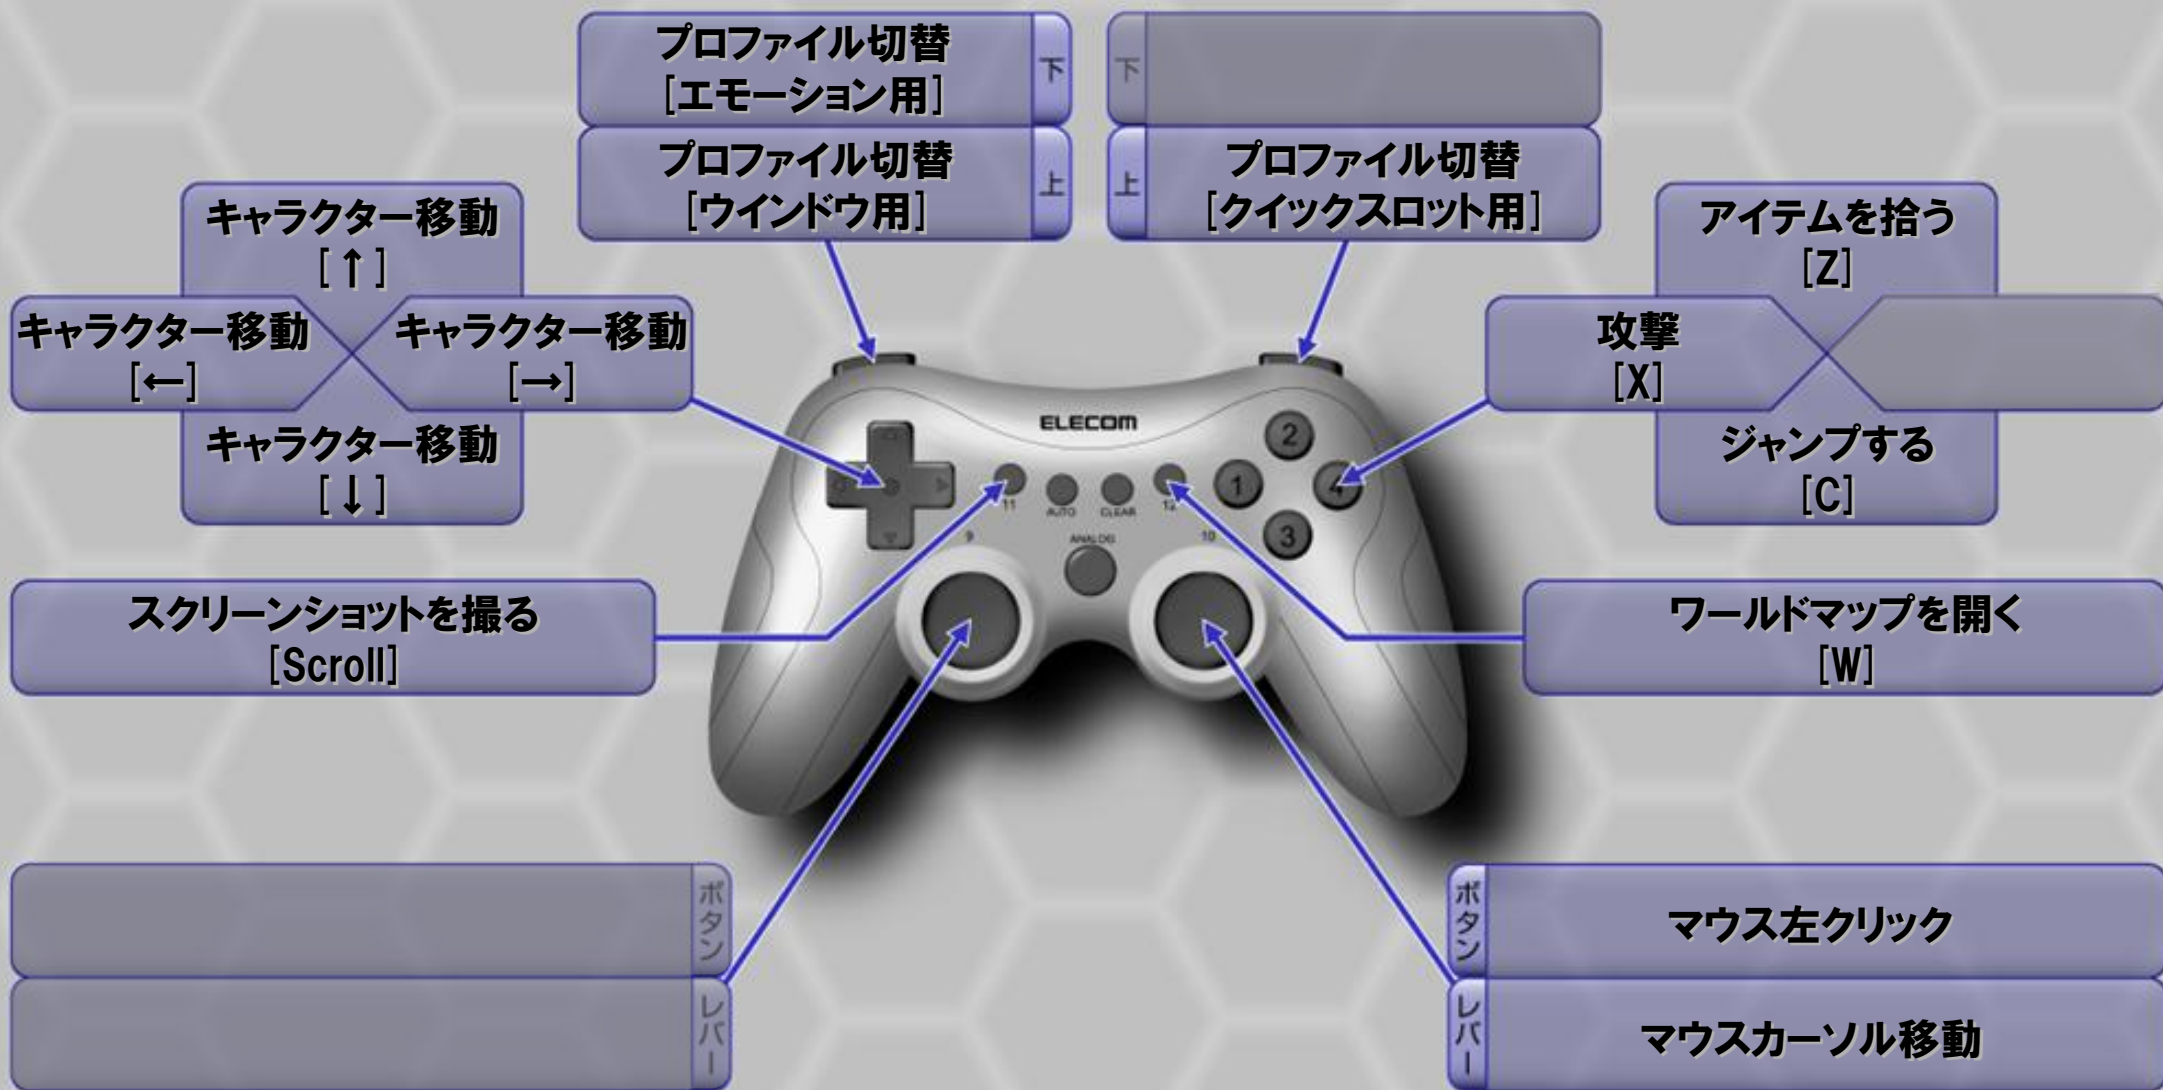 プロファイル切替
[エモーション用]
下
下
プロファイル切替
[ウインドウ用]
上
上
プロファイル切替
[クイックスロット用]
キャラクター移動
[↑]
キャラクター移動
[←]
キャラクター移動
[→]
キャラクター移動
[↓]
アイテムを拾う
[Z]
攻撃
[X]
ジャンプする
[C]
ELECOM
2
1
4
3
11
AUTO
CLEAR
12
9
ANALOG
10
スクリーンショットを撮る
[Scroll]
ワールドマップを開く
[W]
ボタン
レバー
ボタン
マウス左クリック
レバー
マウスカーソル移動